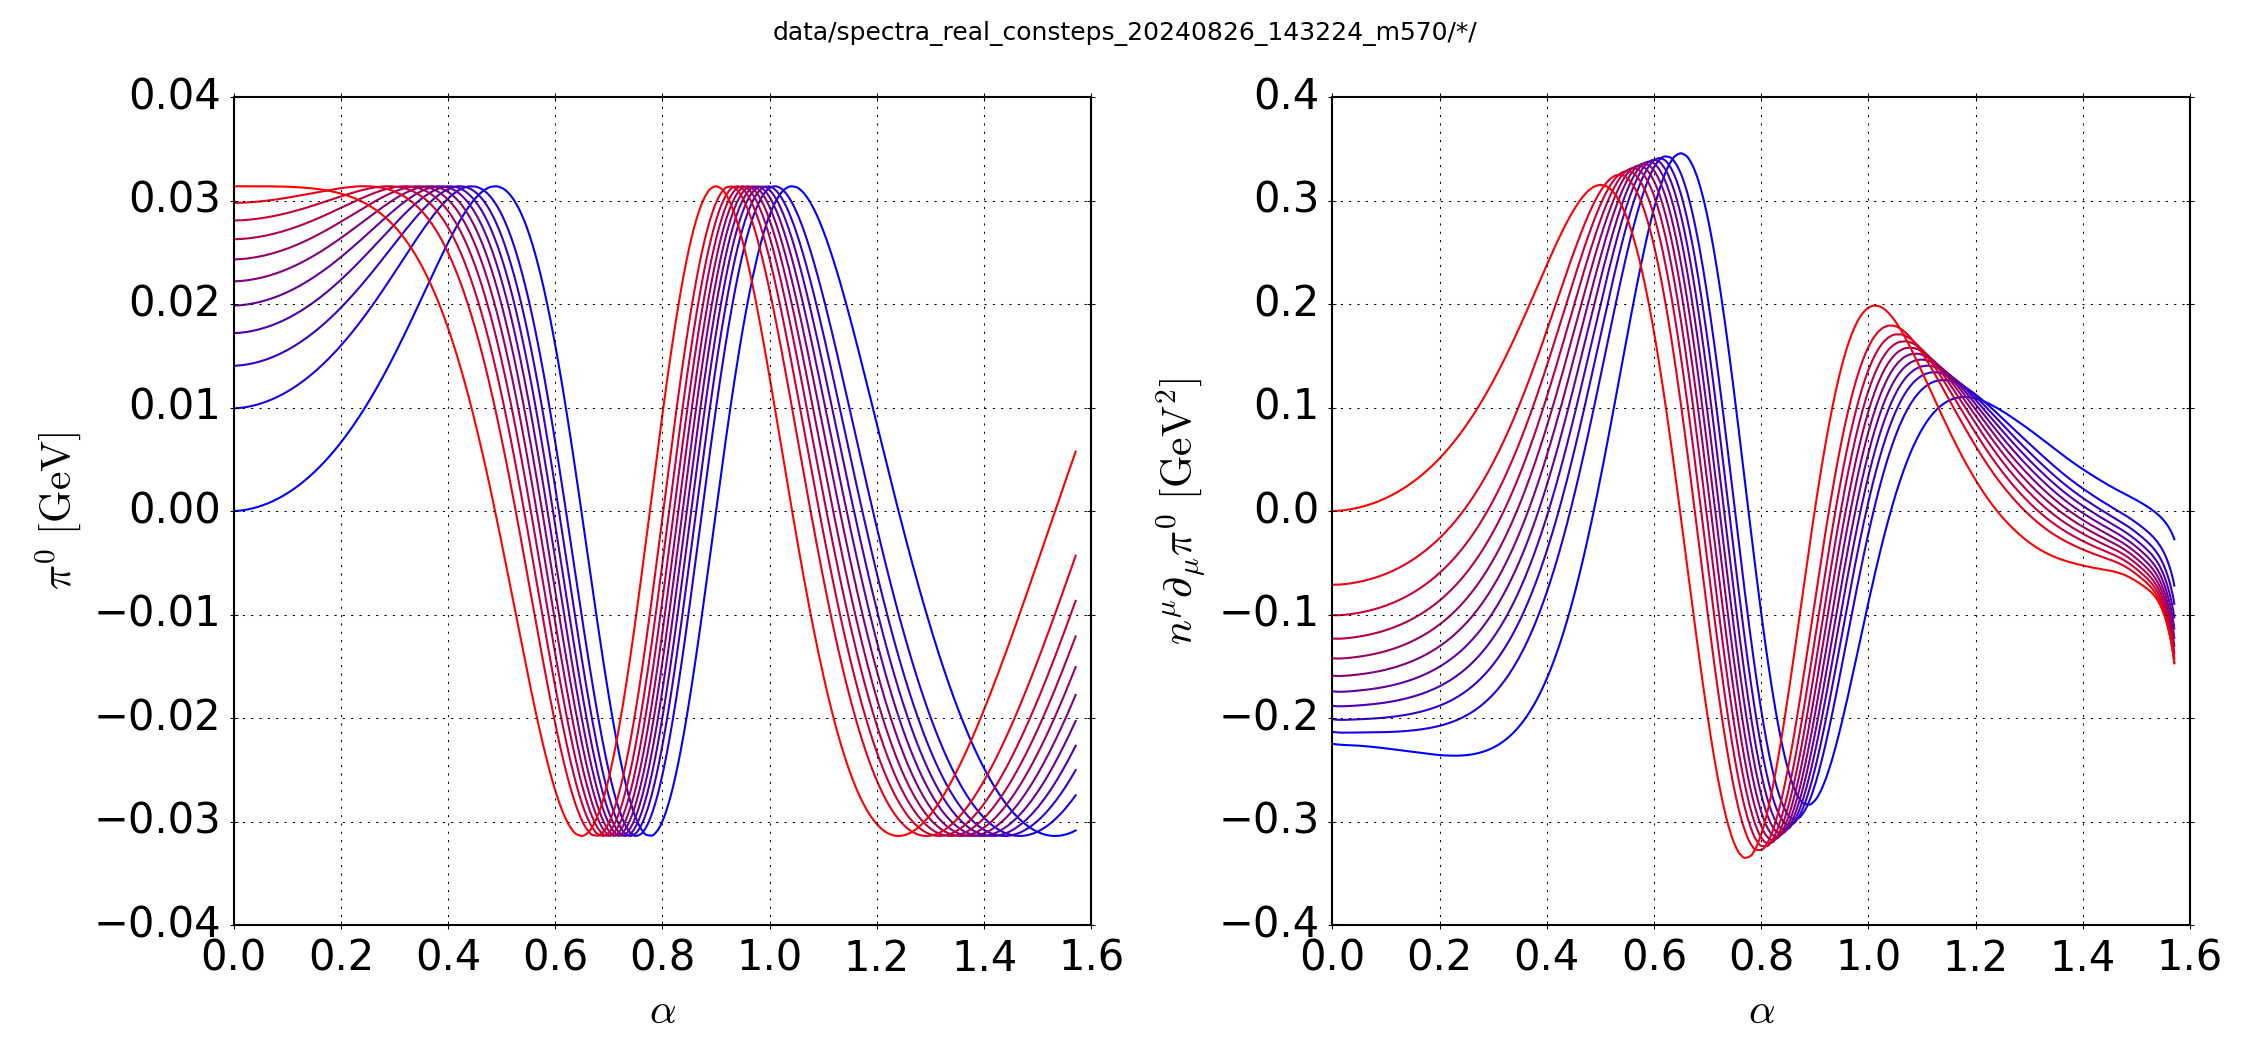 data/spectra_real_consteps_20240826_143224_m570/*/
0.04
0.03
0.02
0.01
0.00
−0.01
−0.02
−0.03
−0.04
π⁰ [GeV]
0.0 0.2 0.4 0.6 0.8 1.0 1.2 1.4 1.6
α
0.4
0.3
0.2
0.1
0.0
−0.1
−0.2
−0.3
−0.4
n^μ ∂_μ π⁰ [GeV²]
0.0 0.2 0.4 0.6 0.8 1.0 1.2 1.4 1.6
α